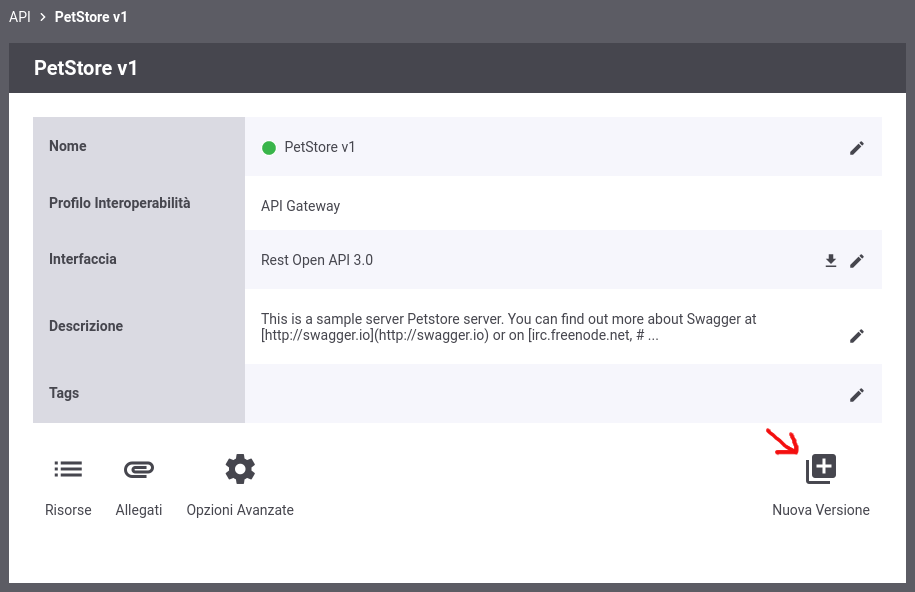 API > PetStore v1
PetStore v1
Nome
PetStore v1
Profilo Interoperabilità
API Gateway
Interfaccia
Rest Open API 3.0
Descrizione
This is a sample server Petstore server. You can find out more about Swagger at
[http://swagger.io](http://swagger.io) or on [irc.freenode.net, # ...
Tags
Risorse
Allegati
Opzioni Avanzate
Nuova Versione